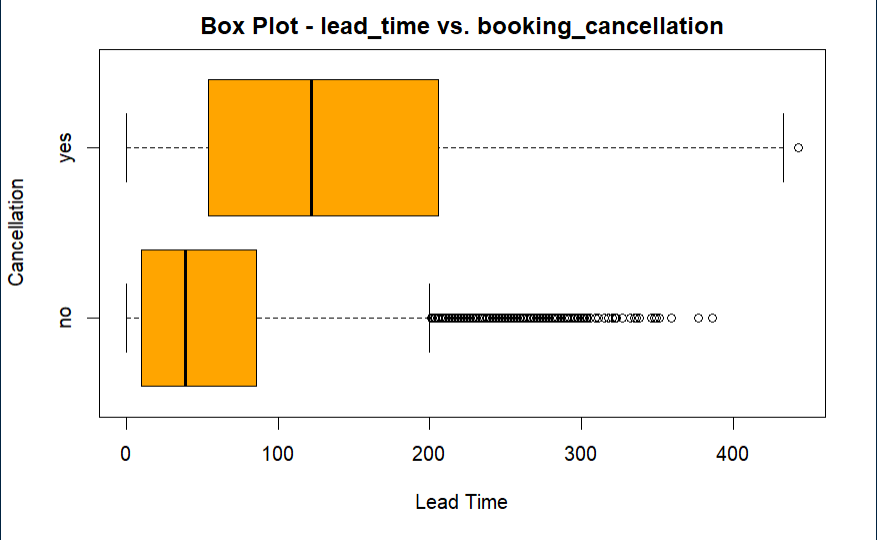 Box Plot - lead_time vs. booking_cancellation
Cancellation
yes
no
0 100 200 300 400
Lead Time